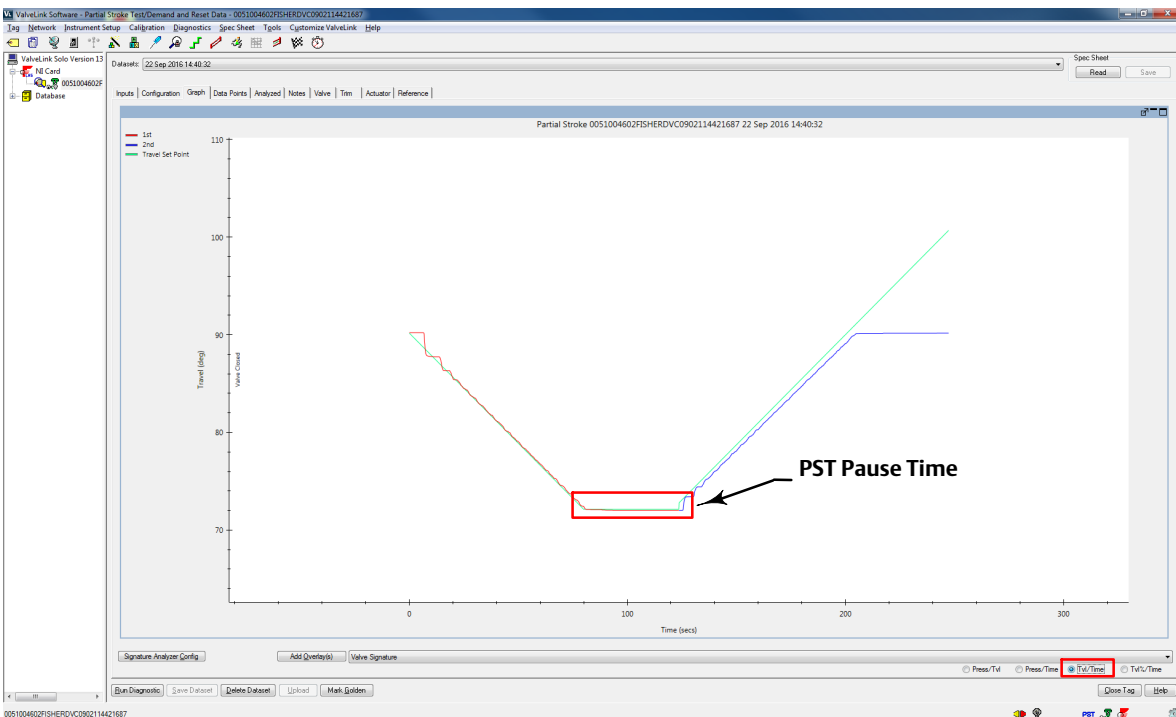 ValveLink Software - Partial Stroke Test/Demand and Reset Data - 0051004602FISHERDVC0902114421687
Tag Network Instrument Setup Calibration Diagnostics Spec Sheet Tools Customize ValveLink Help
ValveLink Solo Version 13
NI Card
0051004602F
Database
Datasets: 22 Sep 2016 14:40:32
Spec Sheet
Read Save
Inputs Configuration Graph Data Points Analyzed Notes Valve Trim Actuator Reference
Partial Stroke 0051004602FISHERDVC0902114421687 22 Sep 2016 14:40:32
1st
2nd
Travel Set Point
110
100
90
80
70
Travel (deg)
Valve Closed
PST Pause Time
0 100 200 300
Time (secs)
Signature Analyzer Config Add Overlay(s) Valve Signature
Press/Tvl Press/Time Tvl/Time Tvl%/Time
Run Diagnostic Save Dataset Delete Dataset Upload Mark Golden Close Tag Help
0051004602FISHERDVC0902114421687
PST